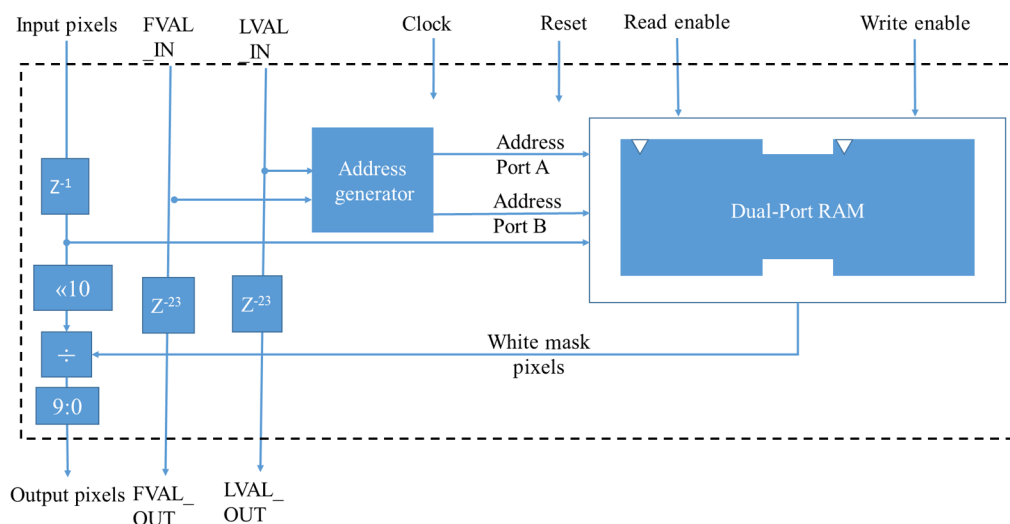 Input pixels
FVAL
_IN
LVAL
_IN
Clock
Reset
Read enable
Write enable
Z-1
Address
generator
Address
Port A
Address
Port B
Dual-Port RAM
«10
Z-23
Z-23
÷
White mask
pixels
9:0
Output pixels
FVAL_
OUT
LVAL_
OUT